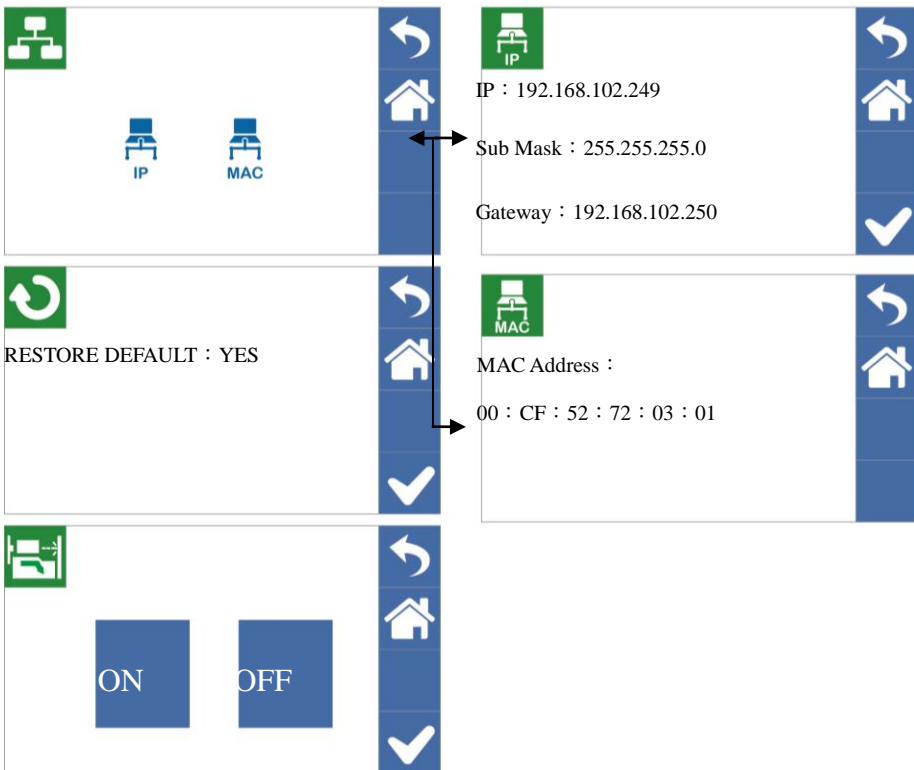 IP
MAC
IP
IP：192.168.102.249
Sub Mask：255.255.255.0
Gateway：192.168.102.250
RESTORE DEFAULT：YES
MAC
MAC Address：
00：CF：52：72：03：01
ON
OFF